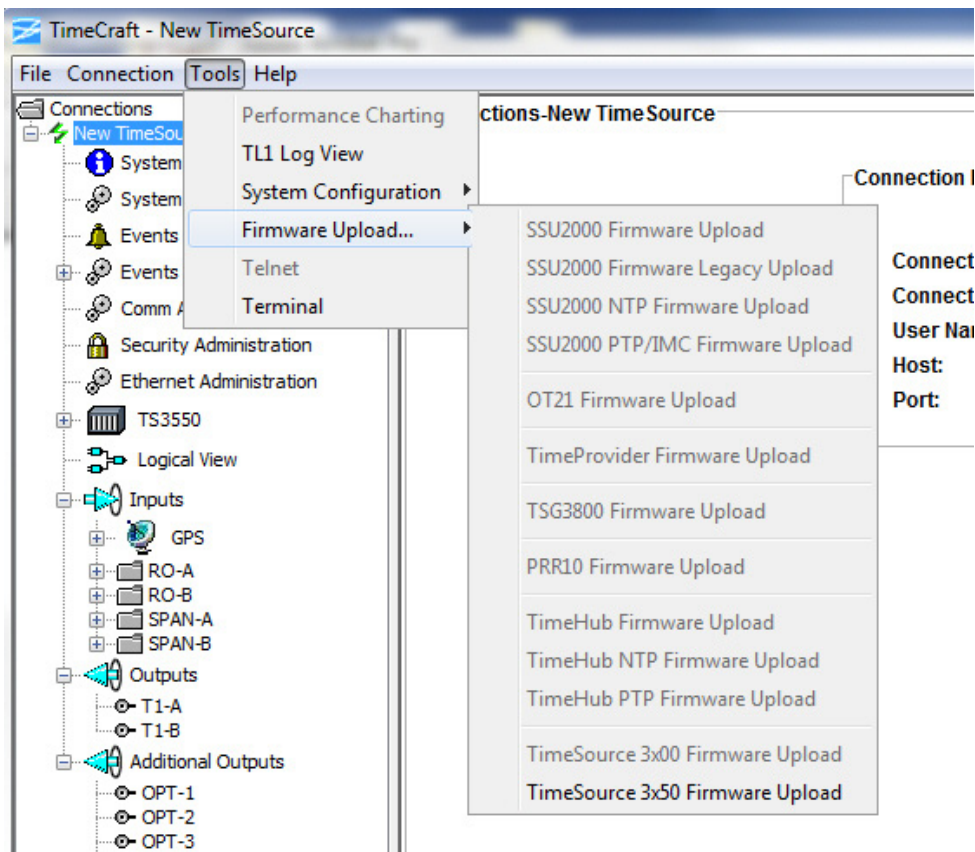 TimeCraft - New TimeSource
File Connection Tools Help
Connections
New TimeSou
System
System
Events
Events
Comm A
Security Administration
Ethernet Administration
TS3550
Logical View
Inputs
GPS
RO-A
RO-B
SPAN-A
SPAN-B
Outputs
T1-A
T1-B
Additional Outputs
OPT-1
OPT-2
OPT-3
Performance Charting
TL1 Log View
System Configuration
Firmware Upload...
Telnet
Terminal
SSU2000 Firmware Upload
SSU2000 Firmware Legacy Upload
SSU2000 NTP Firmware Upload
SSU2000 PTP/IMC Firmware Upload
OT21 Firmware Upload
TimeProvider Firmware Upload
TSG3800 Firmware Upload
PRR10 Firmware Upload
TimeHub Firmware Upload
TimeHub NTP Firmware Upload
TimeHub PTP Firmware Upload
TimeSource 3x00 Firmware Upload
TimeSource 3x50 Firmware Upload
ctions-New TimeSource
Connection
Connect
Connect
User Na
Host:
Port: